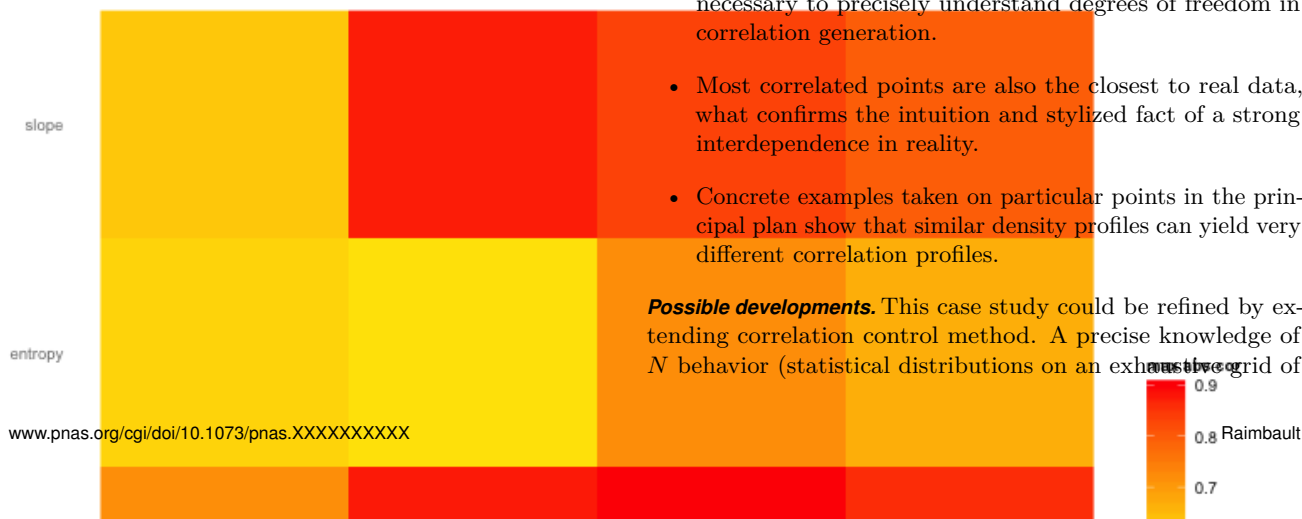 necessary to precisely understand degrees of freedom in
correlation generation.
• Most correlated points are also the closest to real data,
what confirms the intuition and stylized fact of a strong
interdependence in reality.
• Concrete examples taken on particular points in the prin-
cipal plan show that similar density profiles can yield very
different correlation profiles.
Possible developments. This case study could be refined by ex-
tending correlation control method. A precise knowledge of
N behavior (statistical distributions on an exhaustive grid of
slope
entropy
max abs cor
0.9
0.8
0.7
www.pnas.org/cgi/doi/10.1073/pnas.XXXXXXXXXX
Raimbault